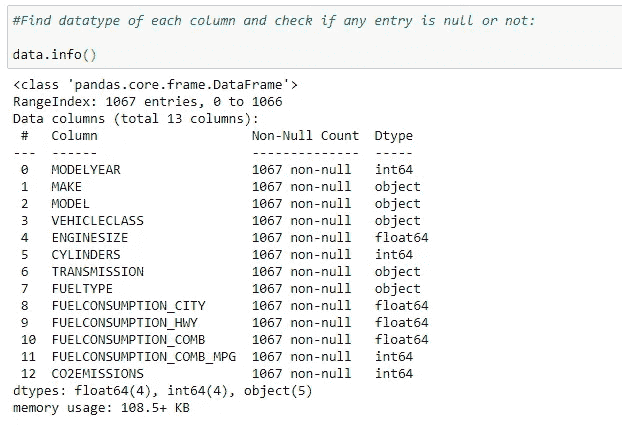 #Find datatype of each column and check if any entry is null or not:
data.info()
<class 'pandas.core.frame.DataFrame'>
RangeIndex: 1067 entries, 0 to 1066
Data columns (total 13 columns):
 #   Column                   Non-Null Count  Dtype
---  ------                   --------------  -----
 0   MODELYEAR                1067 non-null   int64
 1   MAKE                     1067 non-null   object
 2   MODEL                    1067 non-null   object
 3   VEHICLECLASS             1067 non-null   object
 4   ENGINESIZE               1067 non-null   float64
 5   CYLINDERS                1067 non-null   int64
 6   TRANSMISSION             1067 non-null   object
 7   FUELTYPE                 1067 non-null   object
 8   FUELCONSUMPTION_CITY     1067 non-null   float64
 9   FUELCONSUMPTION_HWY      1067 non-null   float64
 10  FUELCONSUMPTION_COMB     1067 non-null   float64
 11  FUELCONSUMPTION_COMB_MPG 1067 non-null   int64
 12  CO2EMISSIONS             1067 non-null   int64
dtypes: float64(4), int64(4), object(5)
memory usage: 108.5+ KB